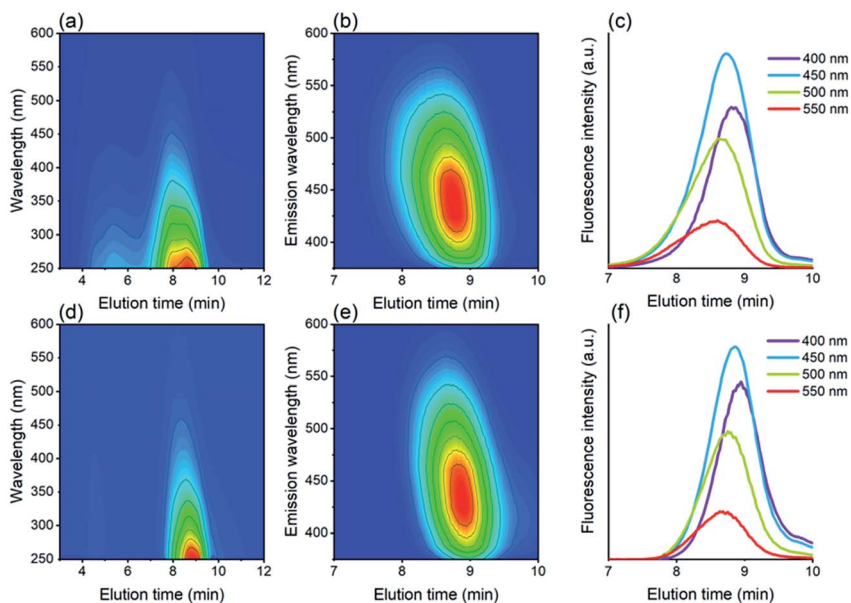 (a)
600
550
500
450
400
350
300
250
Wavelength (nm)
4 6 8 10 12
Elution time (min)
(b)
600
550
500
450
400
Emission wavelength (nm)
7 8 9 10
Elution time (min)
(c)
Fluorescence intensity (a.u.)
400 nm
450 nm
500 nm
550 nm
7 8 9 10
Elution time (min)
(d)
600
550
500
450
400
350
300
250
Wavelength (nm)
4 6 8 10 12
Elution time (min)
(e)
600
550
500
450
400
Emission wavelength (nm)
7 8 9 10
Elution time (min)
(f)
Fluorescence intensity (a.u.)
400 nm
450 nm
500 nm
550 nm
7 8 9 10
Elution time (min)